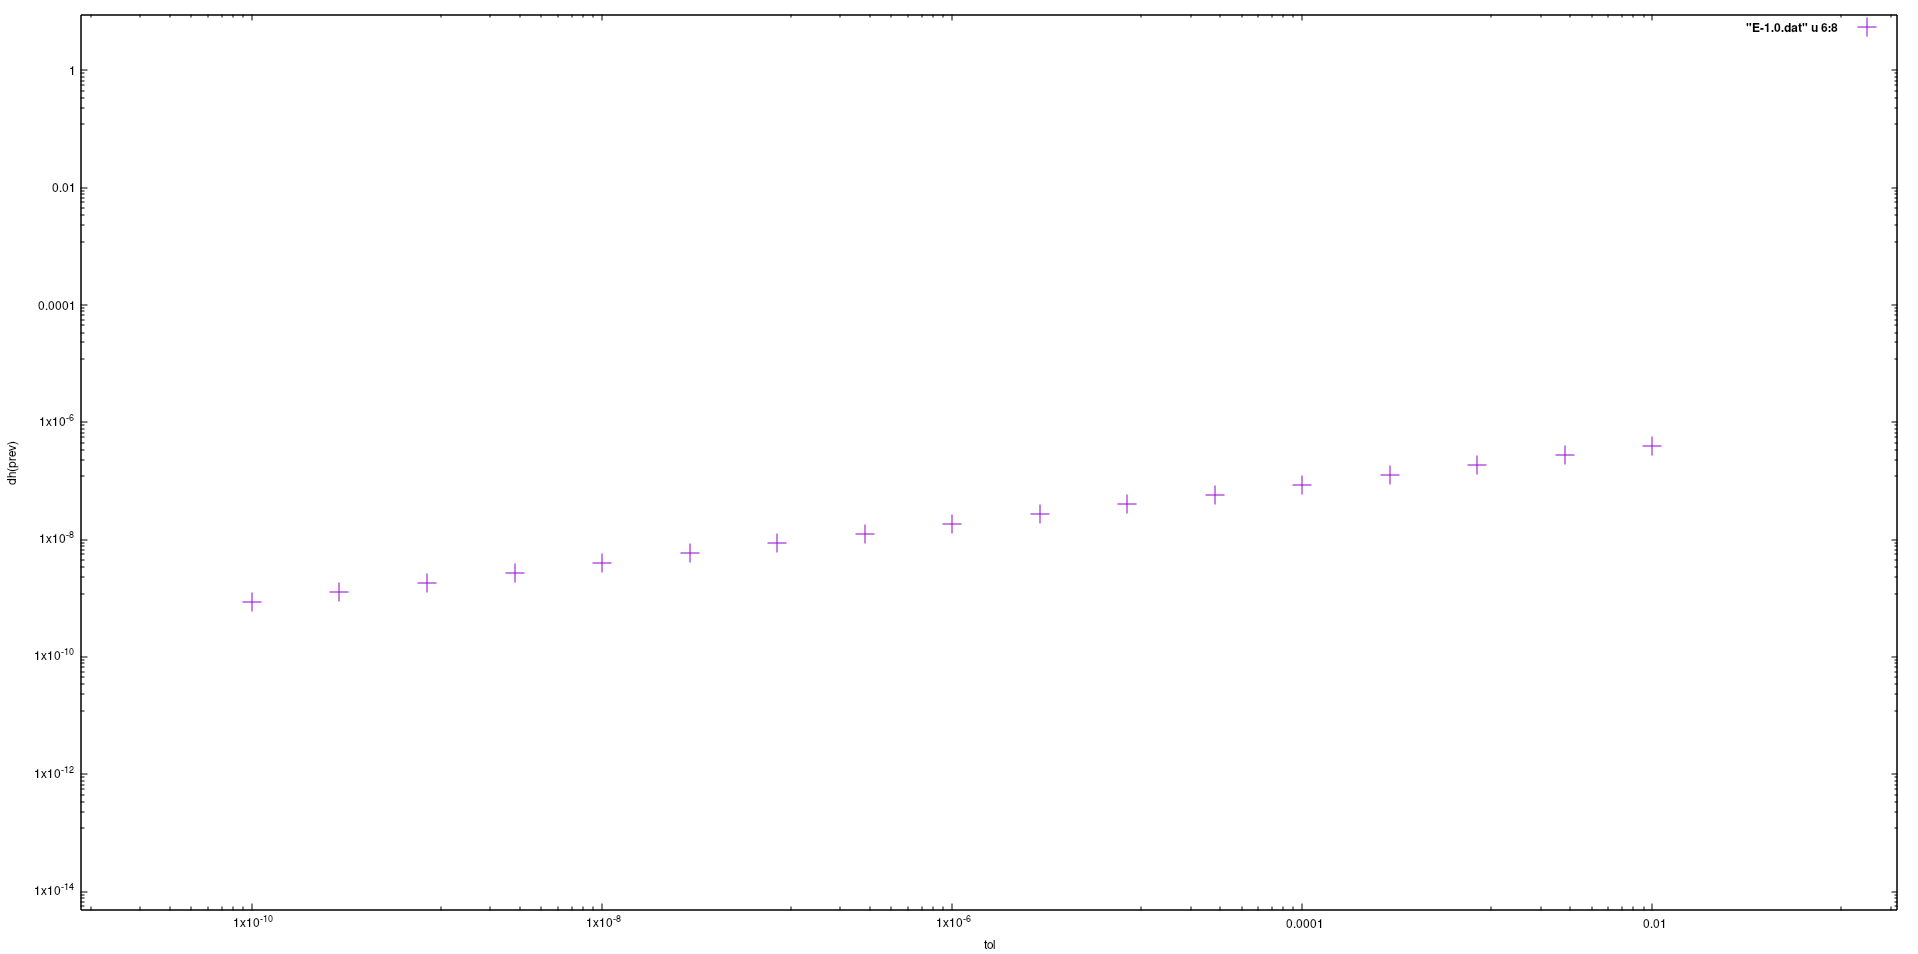 "E-1.0.dat" u 6:8
1
0.01
0.0001
1x10⁻⁶
1x10⁻⁸
1x10⁻¹⁰
1x10⁻¹²
1x10⁻¹⁴
dh(prev)
1x10⁻¹⁰ 1x10⁻⁸ 1x10⁻⁶ 0.0001 0.01
tol